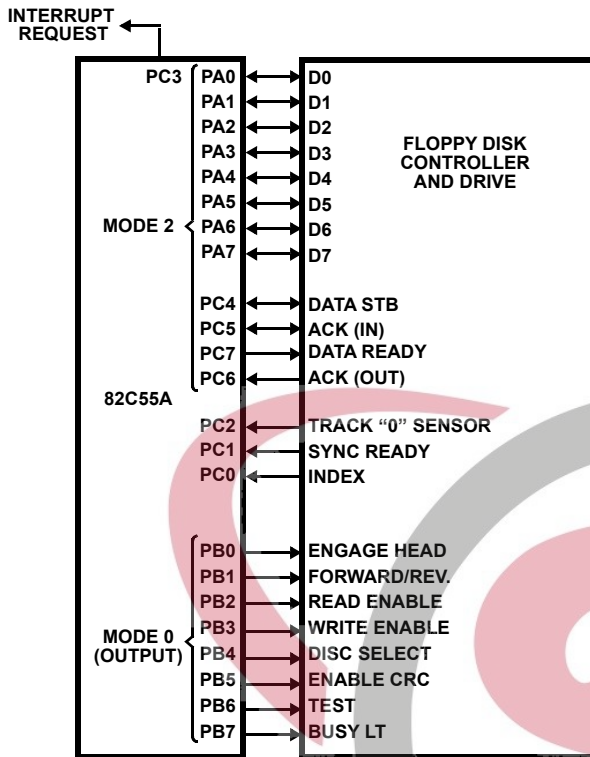 INTERRUPT
REQUEST
PC3 PA0 D0
PA1 D1
PA2 D2
PA3 D3
PA4 D4
PA5 D5
PA6 D6
PA7 D7
FLOPPY DISK
CONTROLLER
AND DRIVE
MODE 2
PC4 DATA STB
PC5 ACK (IN)
PC7 DATA READY
PC6 ACK (OUT)
82C55A
PC2 TRACK “0” SENSOR
PC1 SYNC READY
PC0 INDEX
PB0 ENGAGE HEAD
PB1 FORWARD/REV.
PB2 READ ENABLE
PB3 WRITE ENABLE
MODE 0
(OUTPUT)
PB4 DISC SELECT
PB5 ENABLE CRC
PB6 TEST
PB7 BUSY LT